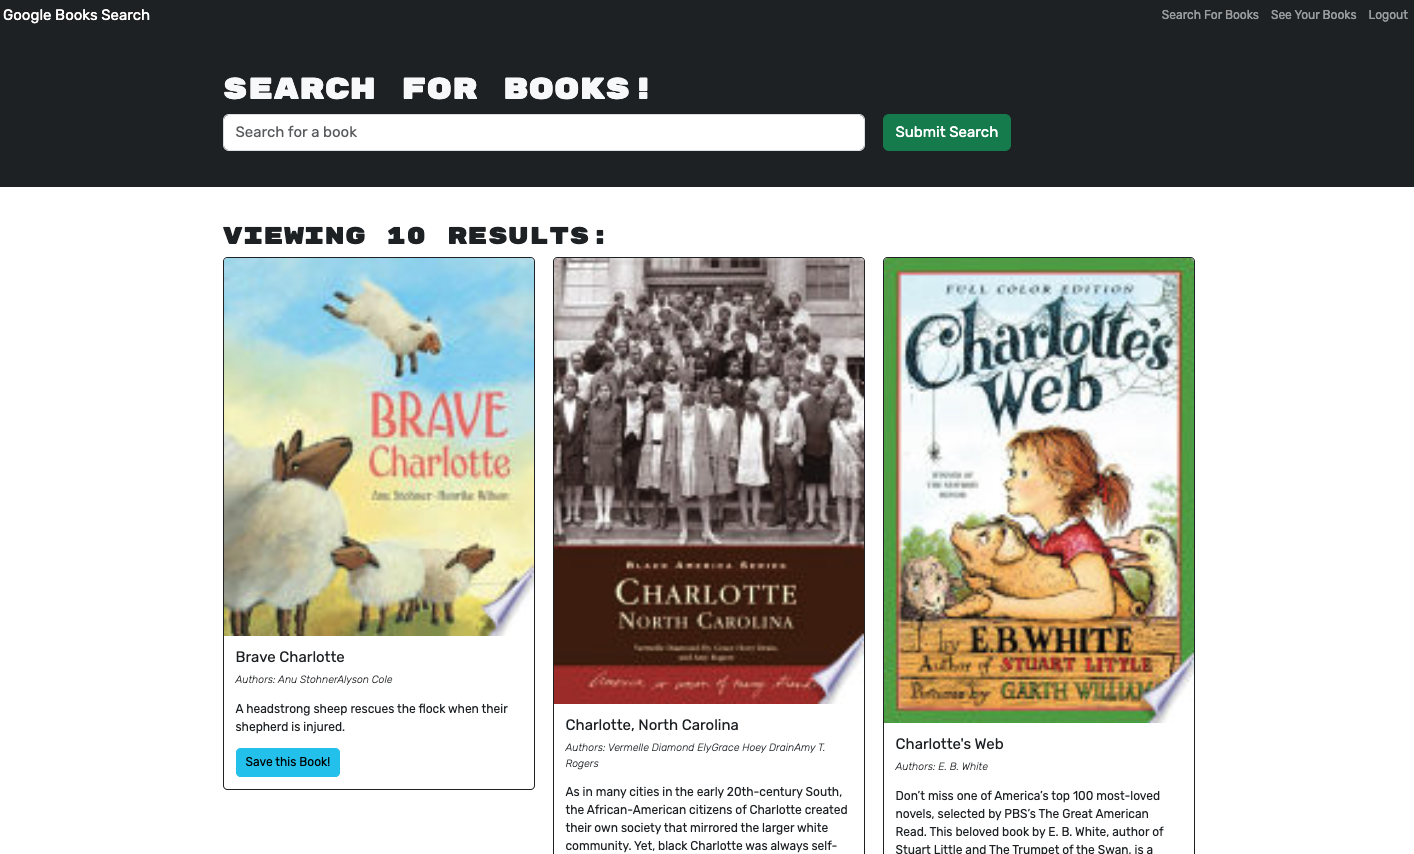 Google Books Search
Search For Books
See Your Books
Logout
SEARCH FOR BOOKS!
Search for a book
Submit Search
VIEWING 10 RESULTS:
BRAVE
Charlotte
Anu Stohner · Henrike Wilson
Brave Charlotte
Authors: Anu StohnerAlyson Cole
A headstrong sheep rescues the flock when their
shepherd is injured.
Save this Book!
BLACK AMERICA SERIES
CHARLOTTE
NORTH CAROLINA
Charlotte, North Carolina
Authors: Vermelle Diamond ElyGrace Hoey DrainAmy T.
Rogers
As in many cities in the early 20th-century South,
the African-American citizens of Charlotte created
their own society that mirrored the larger white
community. Yet, black Charlotte was always self-
FULL COLOR EDITION
Charlotte's
Web
by E.B. WHITE
Author of STUART LITTLE
Pictures by GARTH
Charlotte's Web
Authors: E. B. White
Don’t miss one of America’s top 100 most-loved
novels, selected by PBS’s The Great American
Read. This beloved book by E. B. White, author of
Stuart Little and The Trumpet of the Swan, is a